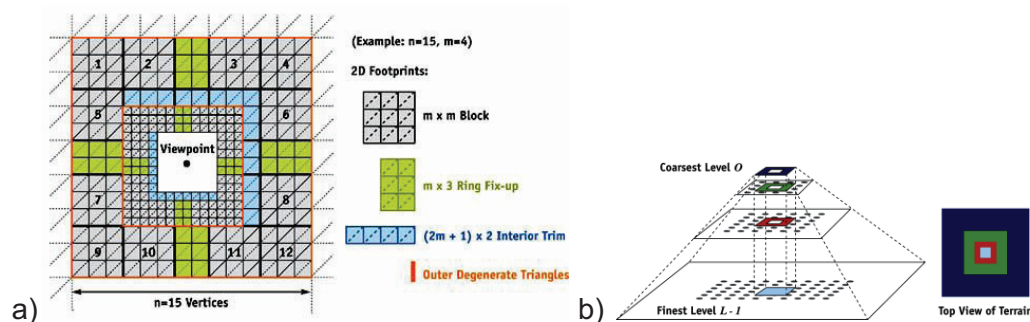 a)
1 2 3 4
5 6
Viewpoint
7 8
9 10 11 12
n=15 Vertices
(Example: n=15, m=4)
2D Footprints:
m x m Block
m x 3 Ring Fix-up
(2m + 1) x 2 Interior Trim
Outer Degenerate Triangles
b)
Coarsest Level O
Finest Level L - 1
Top View of Terrain